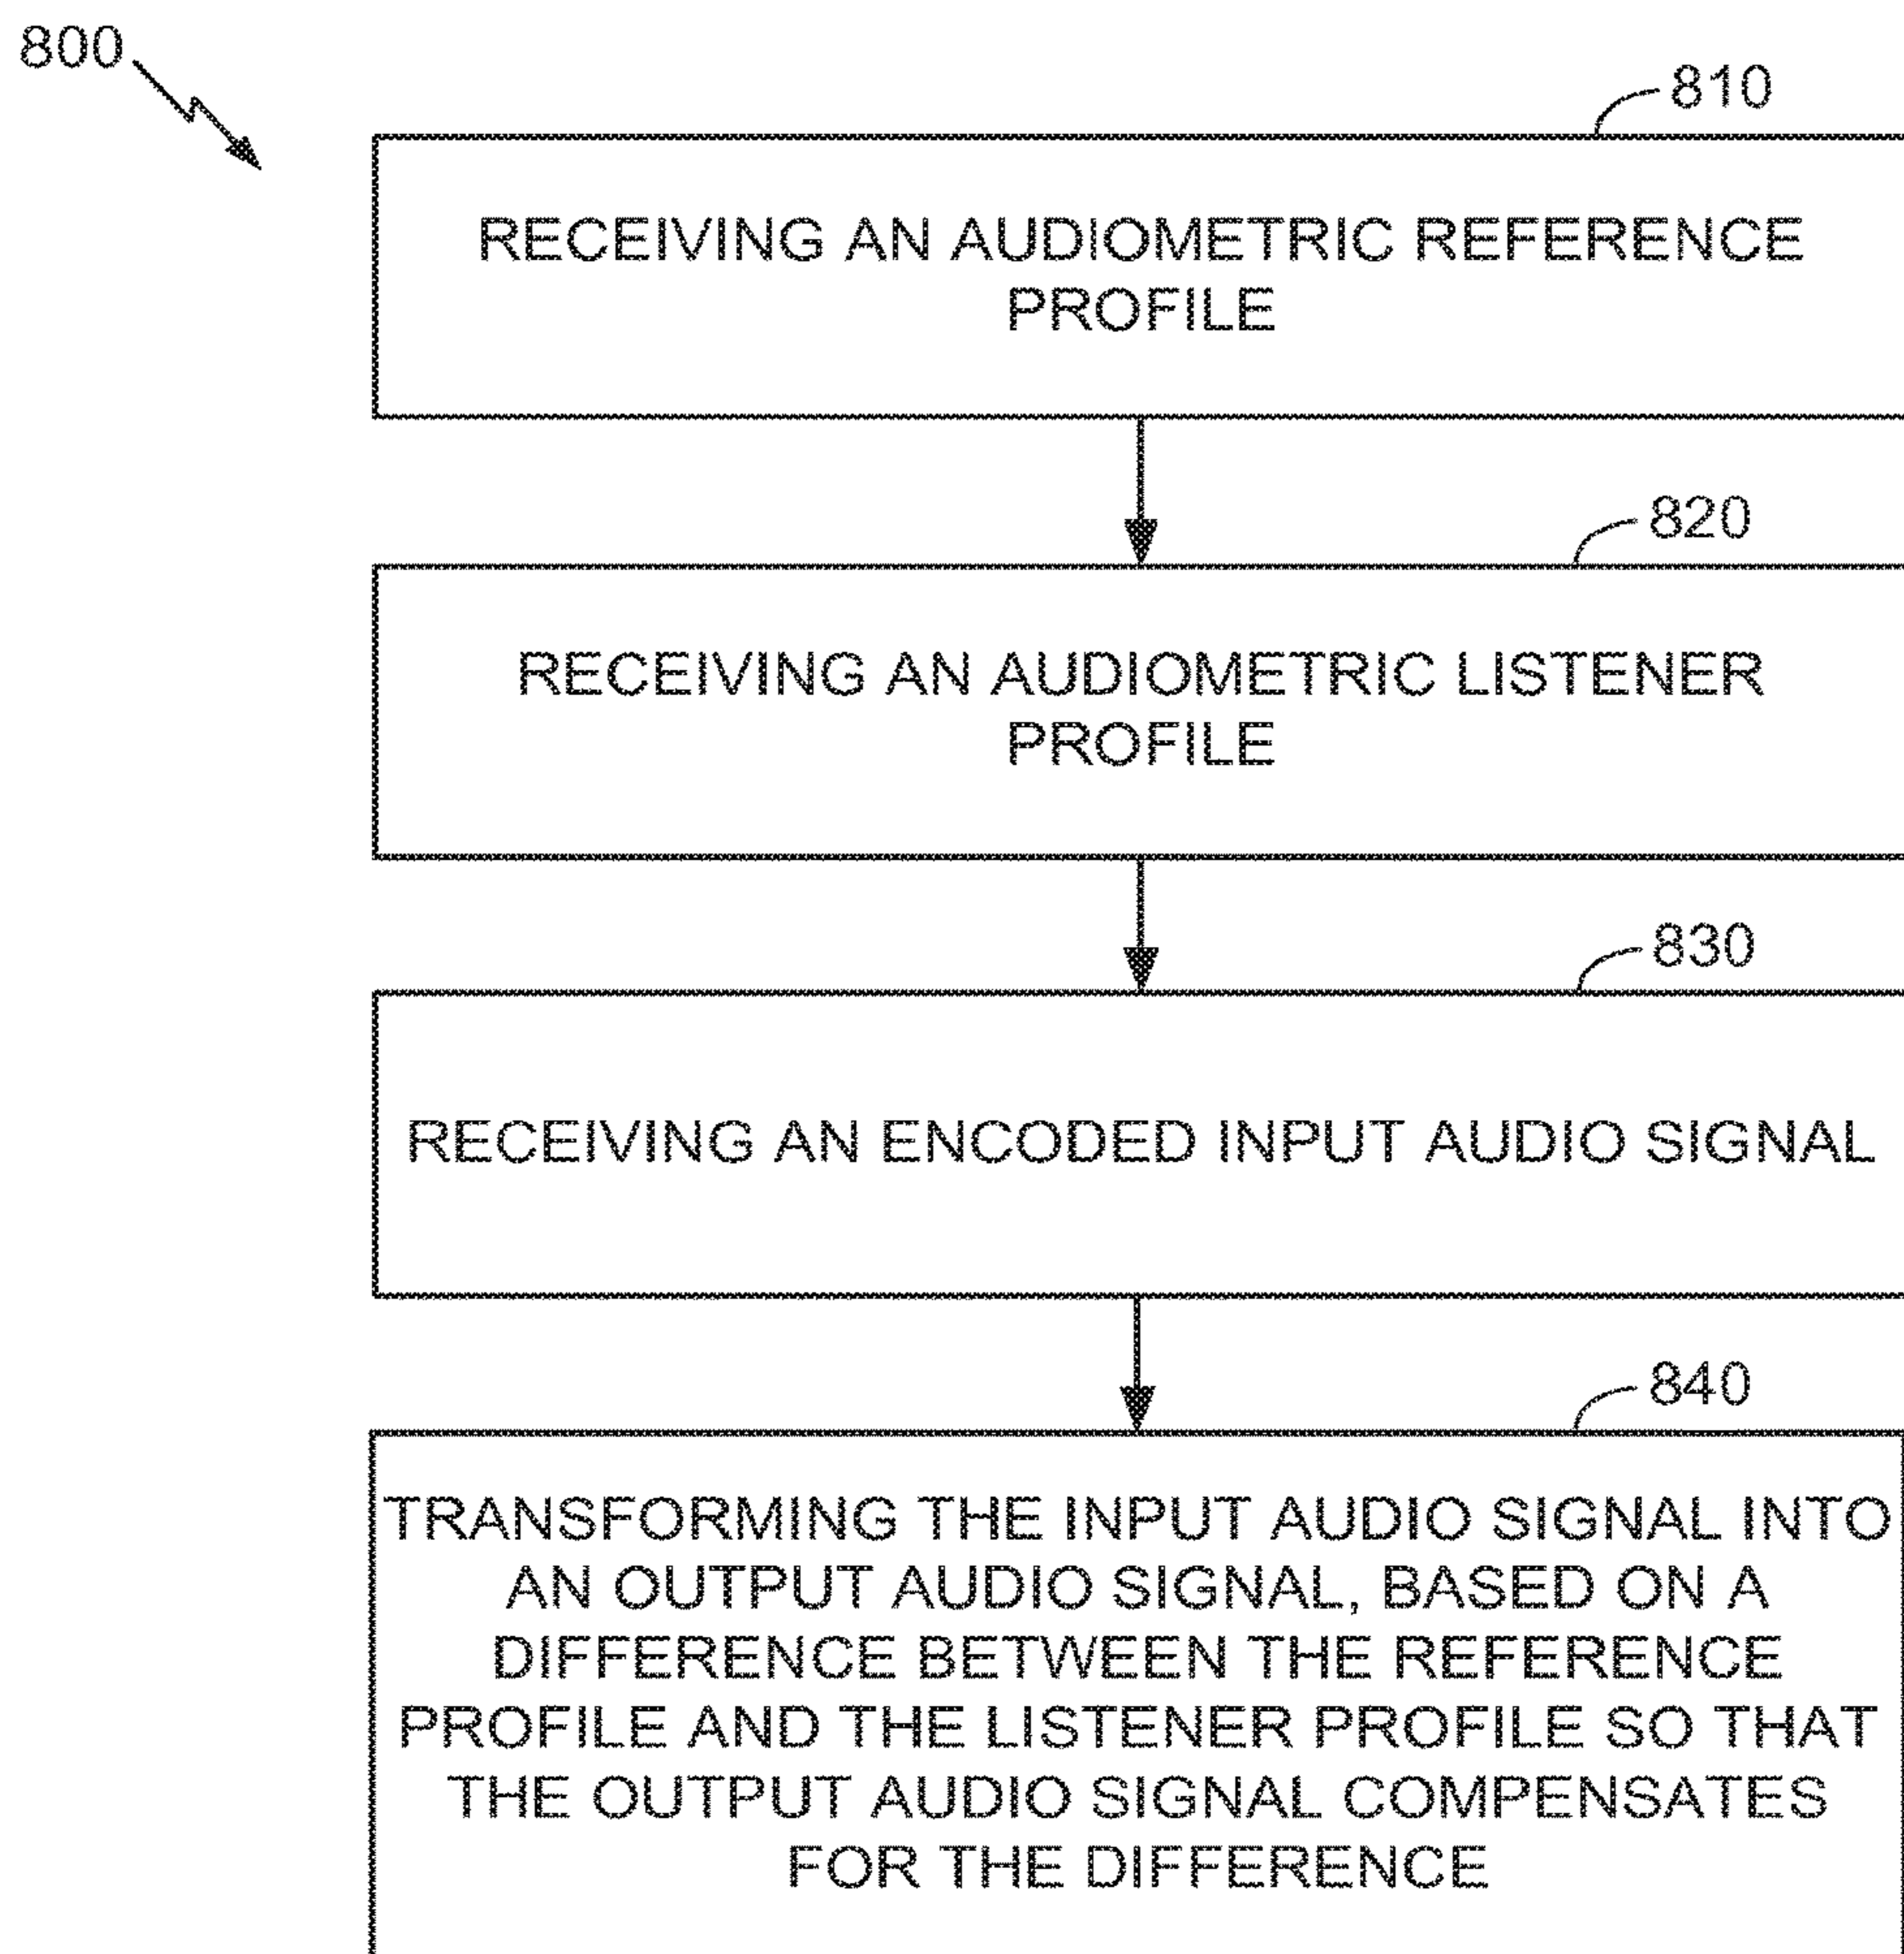 800
810
RECEIVING AN AUDIOMETRIC REFERENCE
PROFILE
820
RECEIVING AN AUDIOMETRIC LISTENER
PROFILE
830
RECEIVING AN ENCODED INPUT AUDIO SIGNAL
840
TRANSFORMING THE INPUT AUDIO SIGNAL INTO
AN OUTPUT AUDIO SIGNAL, BASED ON A
DIFFERENCE BETWEEN THE REFERENCE
PROFILE AND THE LISTENER PROFILE SO THAT
THE OUTPUT AUDIO SIGNAL COMPENSATES
FOR THE DIFFERENCE